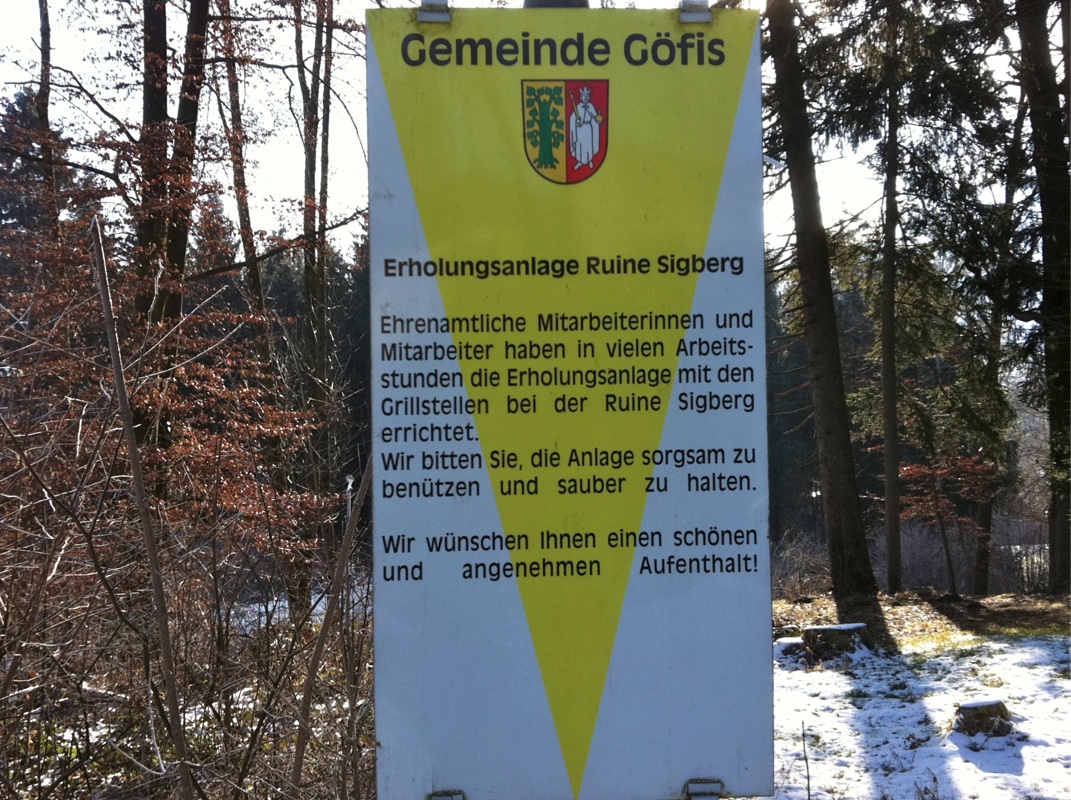 Gemeinde Göfis
Erholungsanlage Ruine Sigberg
Ehrenamtliche Mitarbeiterinnen und
Mitarbeiter haben in vielen Arbeits-
stunden die Erholungsanlage mit den
Grillstellen bei der Ruine Sigberg
errichtet.
Wir bitten Sie, die Anlage sorgsam zu
benützen und sauber zu halten.
Wir wünschen Ihnen einen schönen
und angenehmen Aufenthalt!